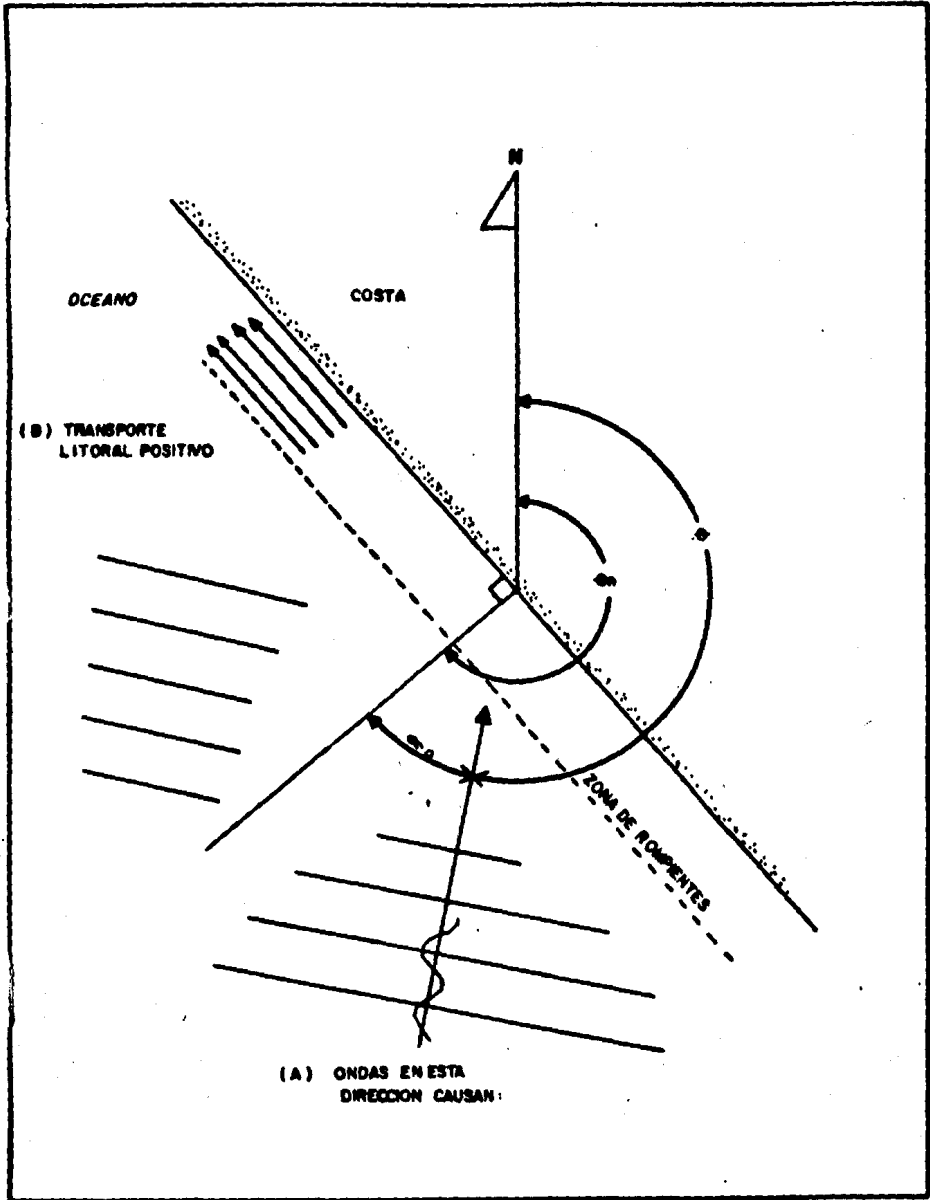 N
OCEANO
COSTA
(B) TRANSPORTE
LITORAL POSITIVO
ZONA DE ROMPIENTES
(A) ONDAS EN ESTA
DIRECCION CAUSAN: